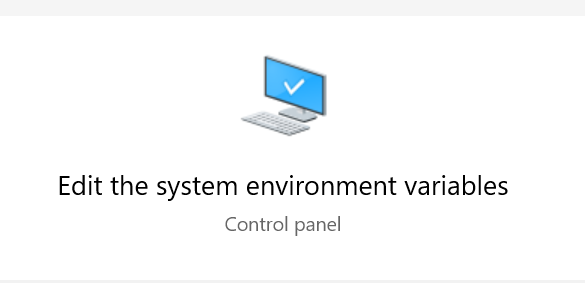 Edit the system environment variables
Control panel